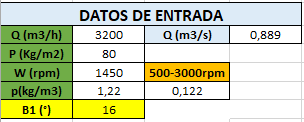 DATOS DE ENTRADA
Q (m3/h) 3200 Q (m3/s) 0,889
P (Kg/m2) 80
W (rpm) 1450 500-3000rpm
p(kg/m3) 1,22 0,122
B1 (°) 16